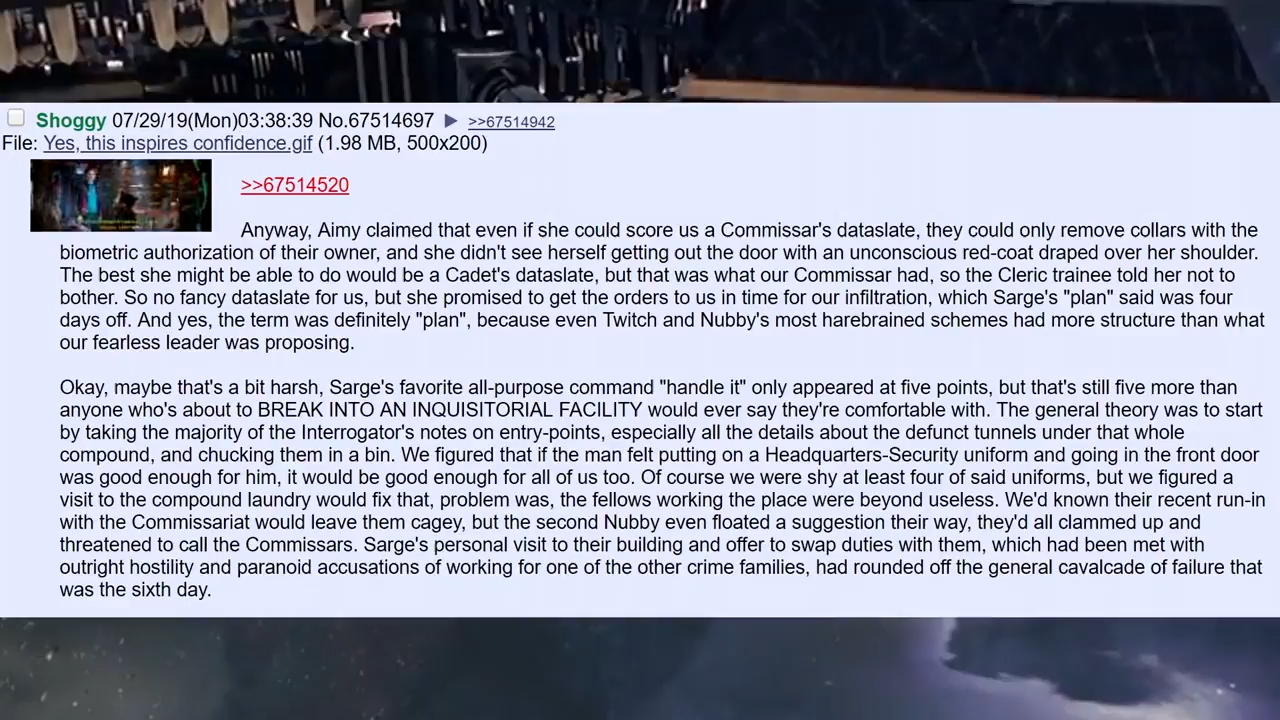 Shoggy 07/29/19(Mon)03:38:39 No.67514697 ▶ >>67514942
File: Yes, this inspires confidence.gif (1.98 MB, 500x200)
>>67514520
Anyway, Aimy claimed that even if she could score us a Commissar's dataslate, they could only remove collars with the
biometric authorization of their owner, and she didn't see herself getting out the door with an unconscious red-coat draped over her shoulder.
The best she might be able to do would be a Cadet's dataslate, but that was what our Commissar had, so the Cleric trainee told her not to
bother. So no fancy dataslate for us, but she promised to get the orders to us in time for our infiltration, which Sarge's "plan" said was four
days off. And yes, the term was definitely "plan", because even Twitch and Nubby's most harebrained schemes had more structure than what
our fearless leader was proposing.
Okay, maybe that's a bit harsh, Sarge's favorite all-purpose command "handle it" only appeared at five points, but that's still five more than
anyone who's about to BREAK INTO AN INQUISITORIAL FACILITY would ever say they're comfortable with. The general theory was to start
by taking the majority of the Interrogator's notes on entry-points, especially all the details about the defunct tunnels under that whole
compound, and chucking them in a bin. We figured that if the man felt putting on a Headquarters-Security uniform and going in the front door
was good enough for him, it would be good enough for all of us too. Of course we were shy at least four of said uniforms, but we figured a
visit to the compound laundry would fix that, problem was, the fellows working the place were beyond useless. We'd known their recent run-in
with the Commissariat would leave them cagey, but the second Nubby even floated a suggestion their way, they'd all clammed up and
threatened to call the Commissars. Sarge's personal visit to their building and offer to swap duties with them, which had been met with
outright hostility and paranoid accusations of working for one of the other crime families, had rounded off the general cavalcade of failure that
was the sixth day.